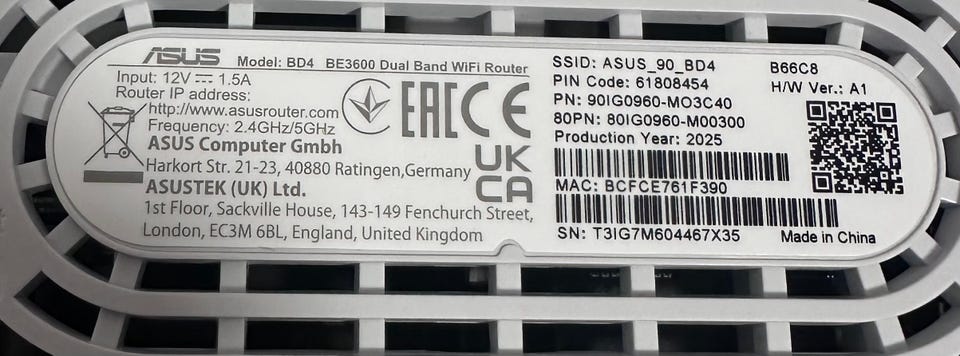 ASUS Model: BD4 BE3600 Dual Band WiFi Router
Input: 12V⎓ 1.5A
Router IP address:
http://www.asusrouter.com
Frequency: 2.4GHz/5GHz
ASUS Computer Gmbh
Harkort Str. 21-23, 40880 Ratingen,Germany
ASUSTEK (UK) Ltd.
1st Floor, Sackville House, 143-149 Fenchurch Street,
London, EC3M 6BL, England, United Kingdom
EAC CE
UK
CA
SSID: ASUS_90_BD4
PIN Code: 61808454
PN: 90IG0960-MO3C40
80PN: 80IG0960-M00300
Production Year: 2025
MAC: BCFCE761F390
SN: T3IG7M604467X35
B66C8
H/W Ver.: A1
Made in China